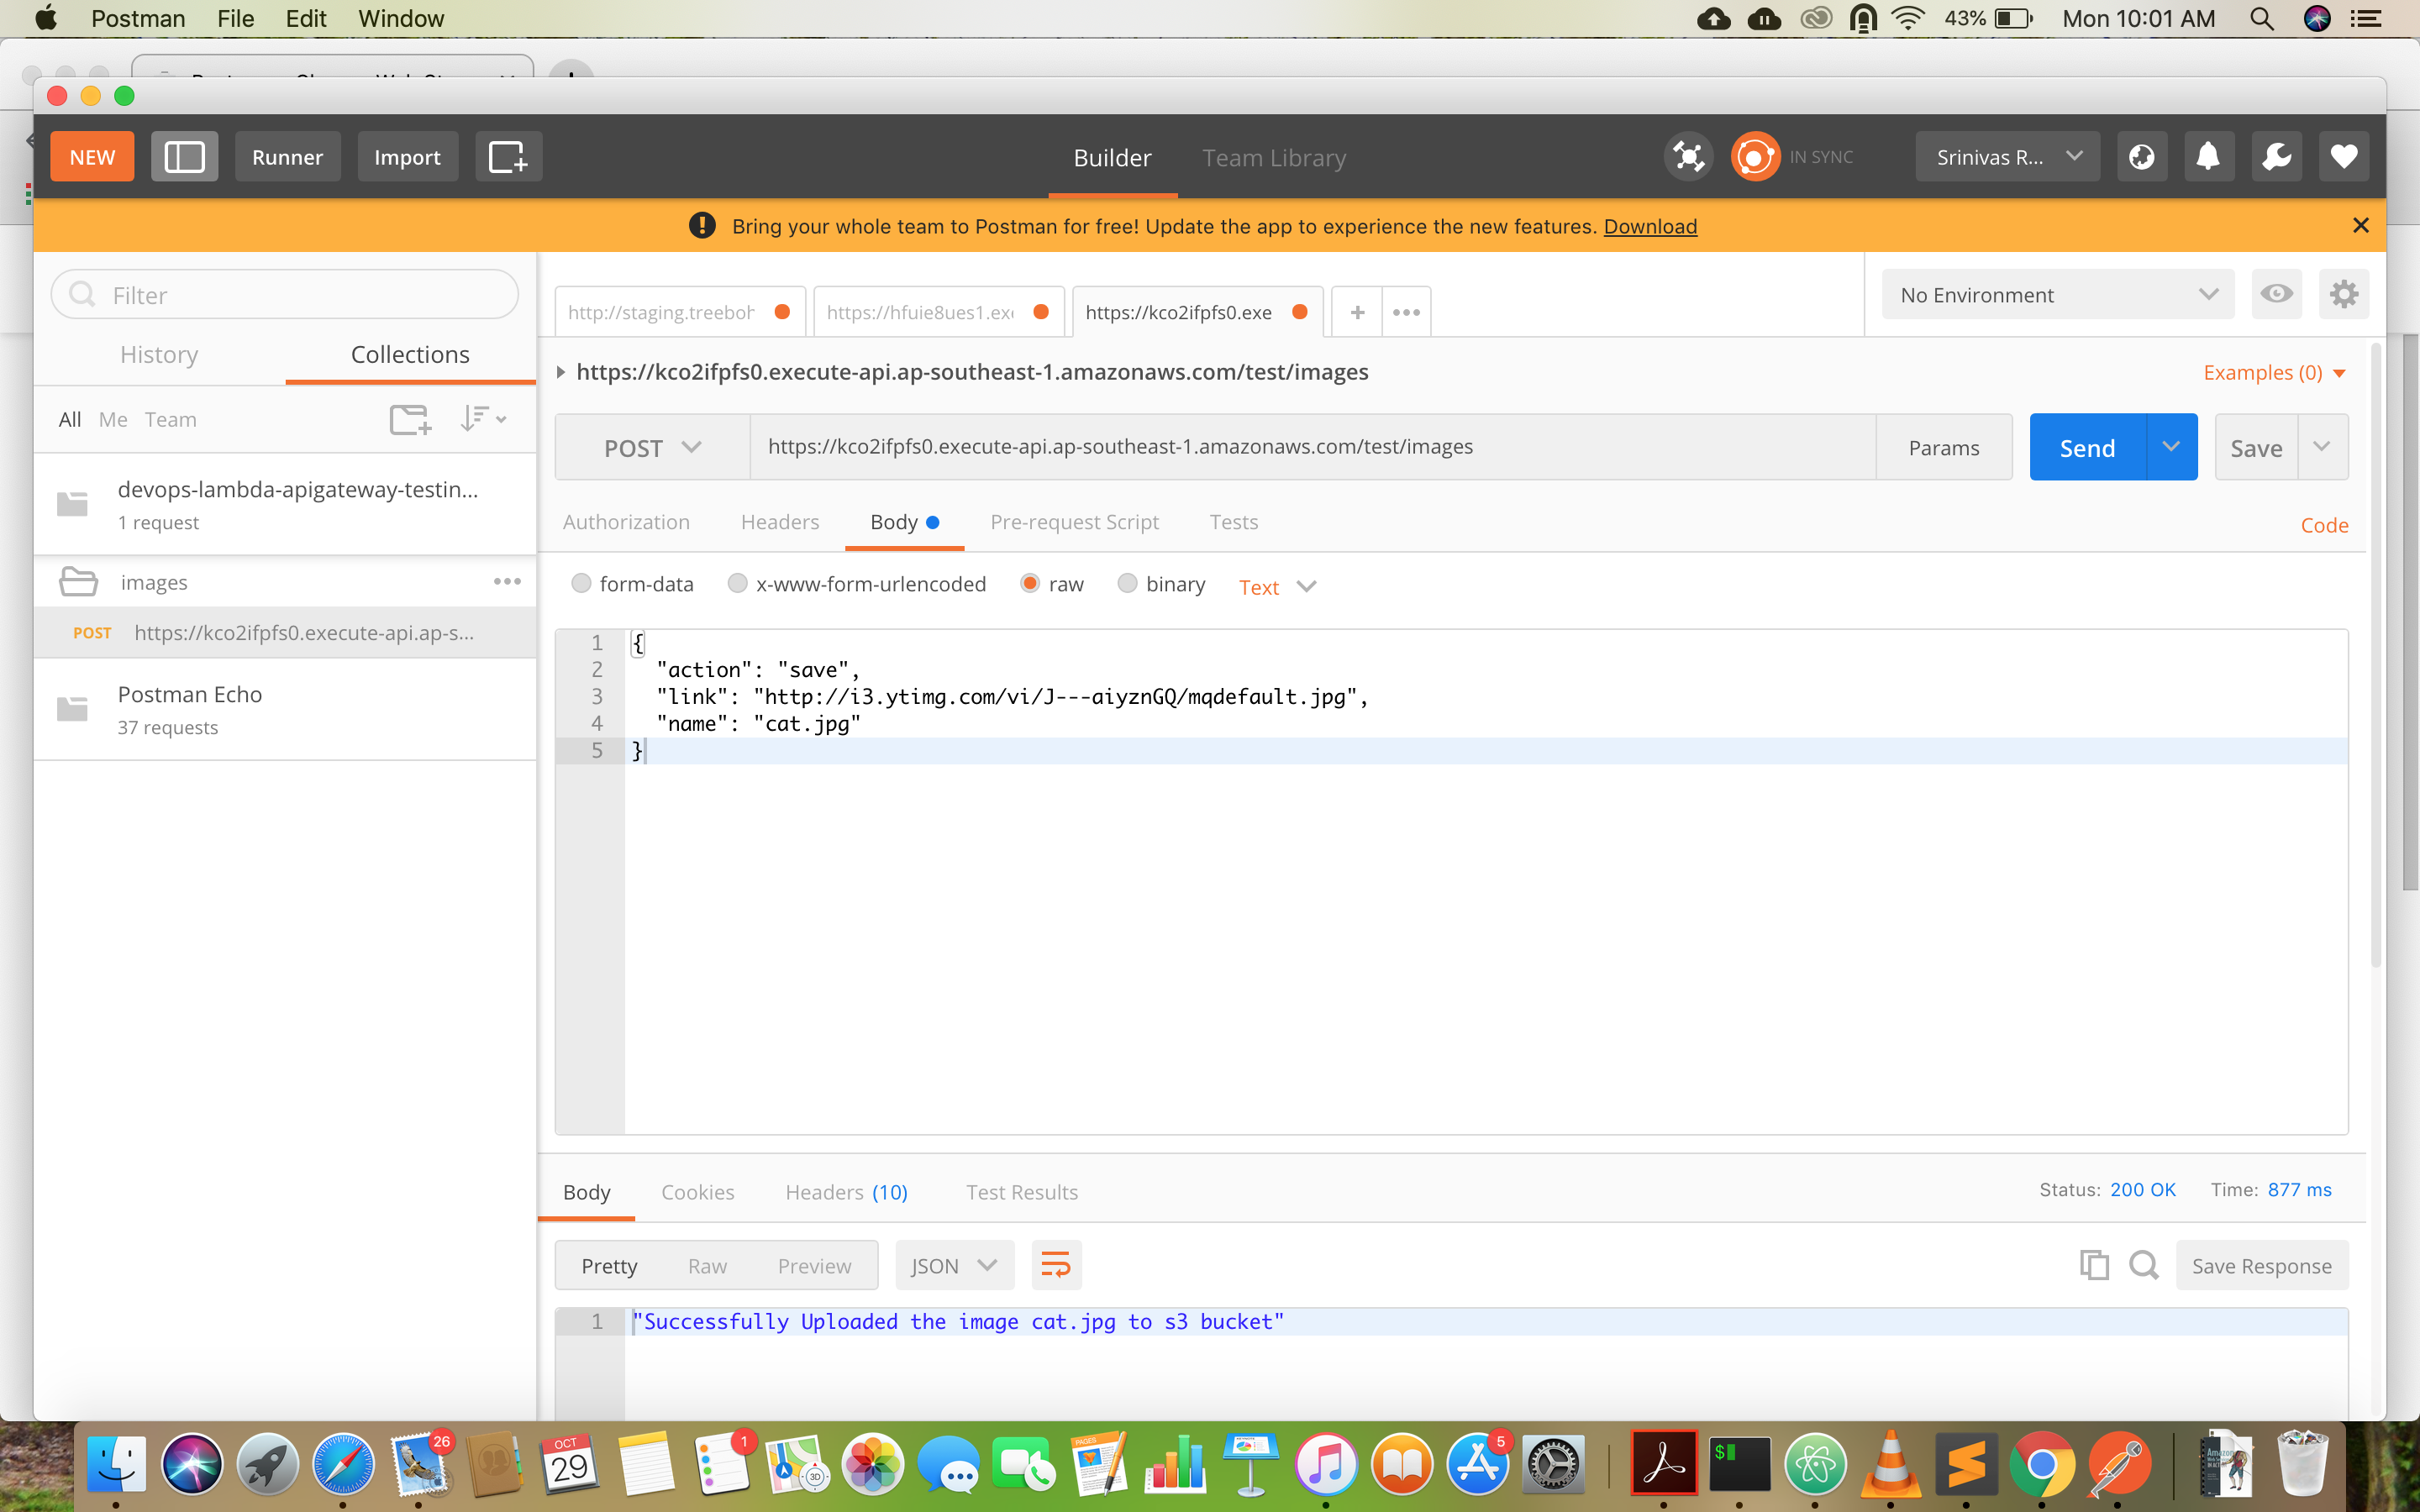 Postman File Edit Window 43% Mon 10:01 AM
NEW Runner Import Builder Team Library IN SYNC Srinivas R...
Bring your whole team to Postman for free! Update the app to experience the new features. Download
Filter
http://staging.treeboh https://hfuie8ues1.exe https://kco2ifpfs0.exe + No Environment
History Collections
https://kco2ifpfs0.execute-api.ap-southeast-1.amazonaws.com/test/images Examples (0)
All Me Team
POST https://kco2ifpfs0.execute-api.ap-southeast-1.amazonaws.com/test/images Params Send Save
devops-lambda-apigateway-testin...
1 request
Authorization Headers Body Pre-request Script Tests Code
images
form-data x-www-form-urlencoded raw binary Text
POST https://kco2ifpfs0.execute-api.ap-s...
Postman Echo
37 requests
1 {
2 "action": "save",
3 "link": "http://i3.ytimg.com/vi/J---aiyznGQ/mqdefault.jpg",
4 "name": "cat.jpg"
5 }
Body Cookies Headers (10) Test Results Status: 200 OK Time: 877 ms
Pretty Raw Preview JSON Save Response
1 "Successfully Uploaded the image cat.jpg to s3 bucket"
26 OCT 29 1 3D PAGES 5 $